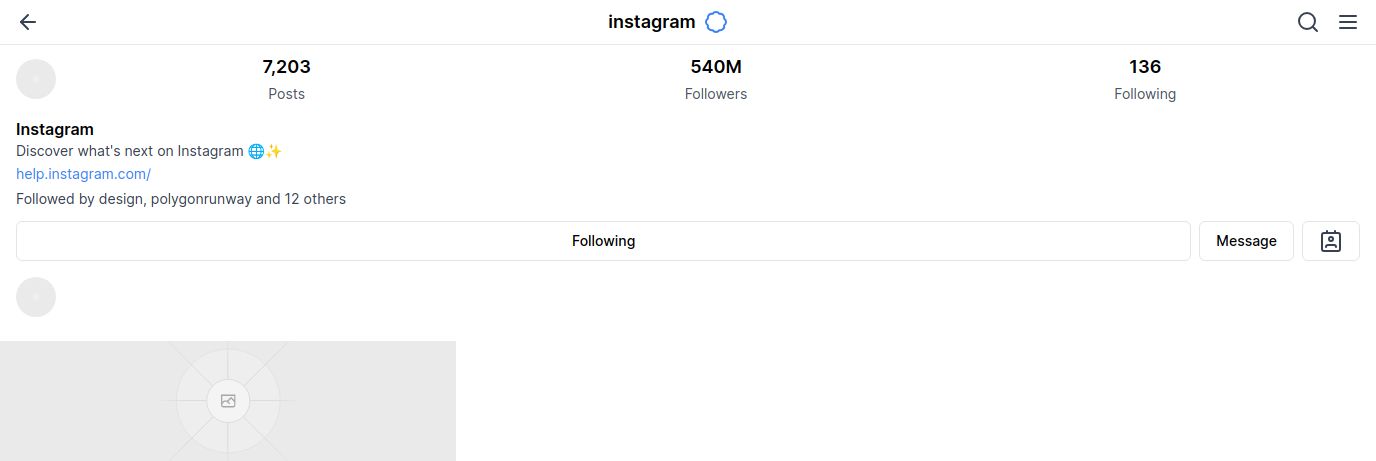 instagram
7,203 540M 136
Posts Followers Following
Instagram
Discover what's next on Instagram 🌐✨
help.instagram.com/
Followed by design, polygonrunway and 12 others
Following Message